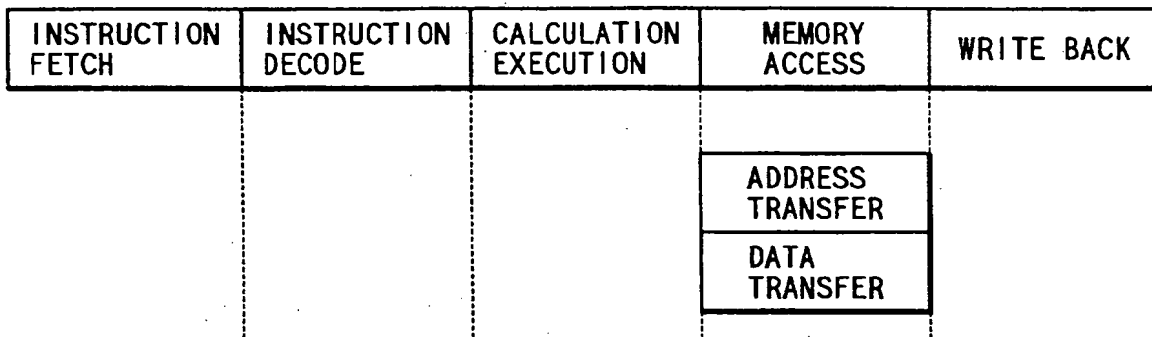 INSTRUCTION FETCH
INSTRUCTION DECODE
CALCULATION EXECUTION
MEMORY ACCESS
WRITE BACK
ADDRESS
TRANSFER
DATA
TRANSFER